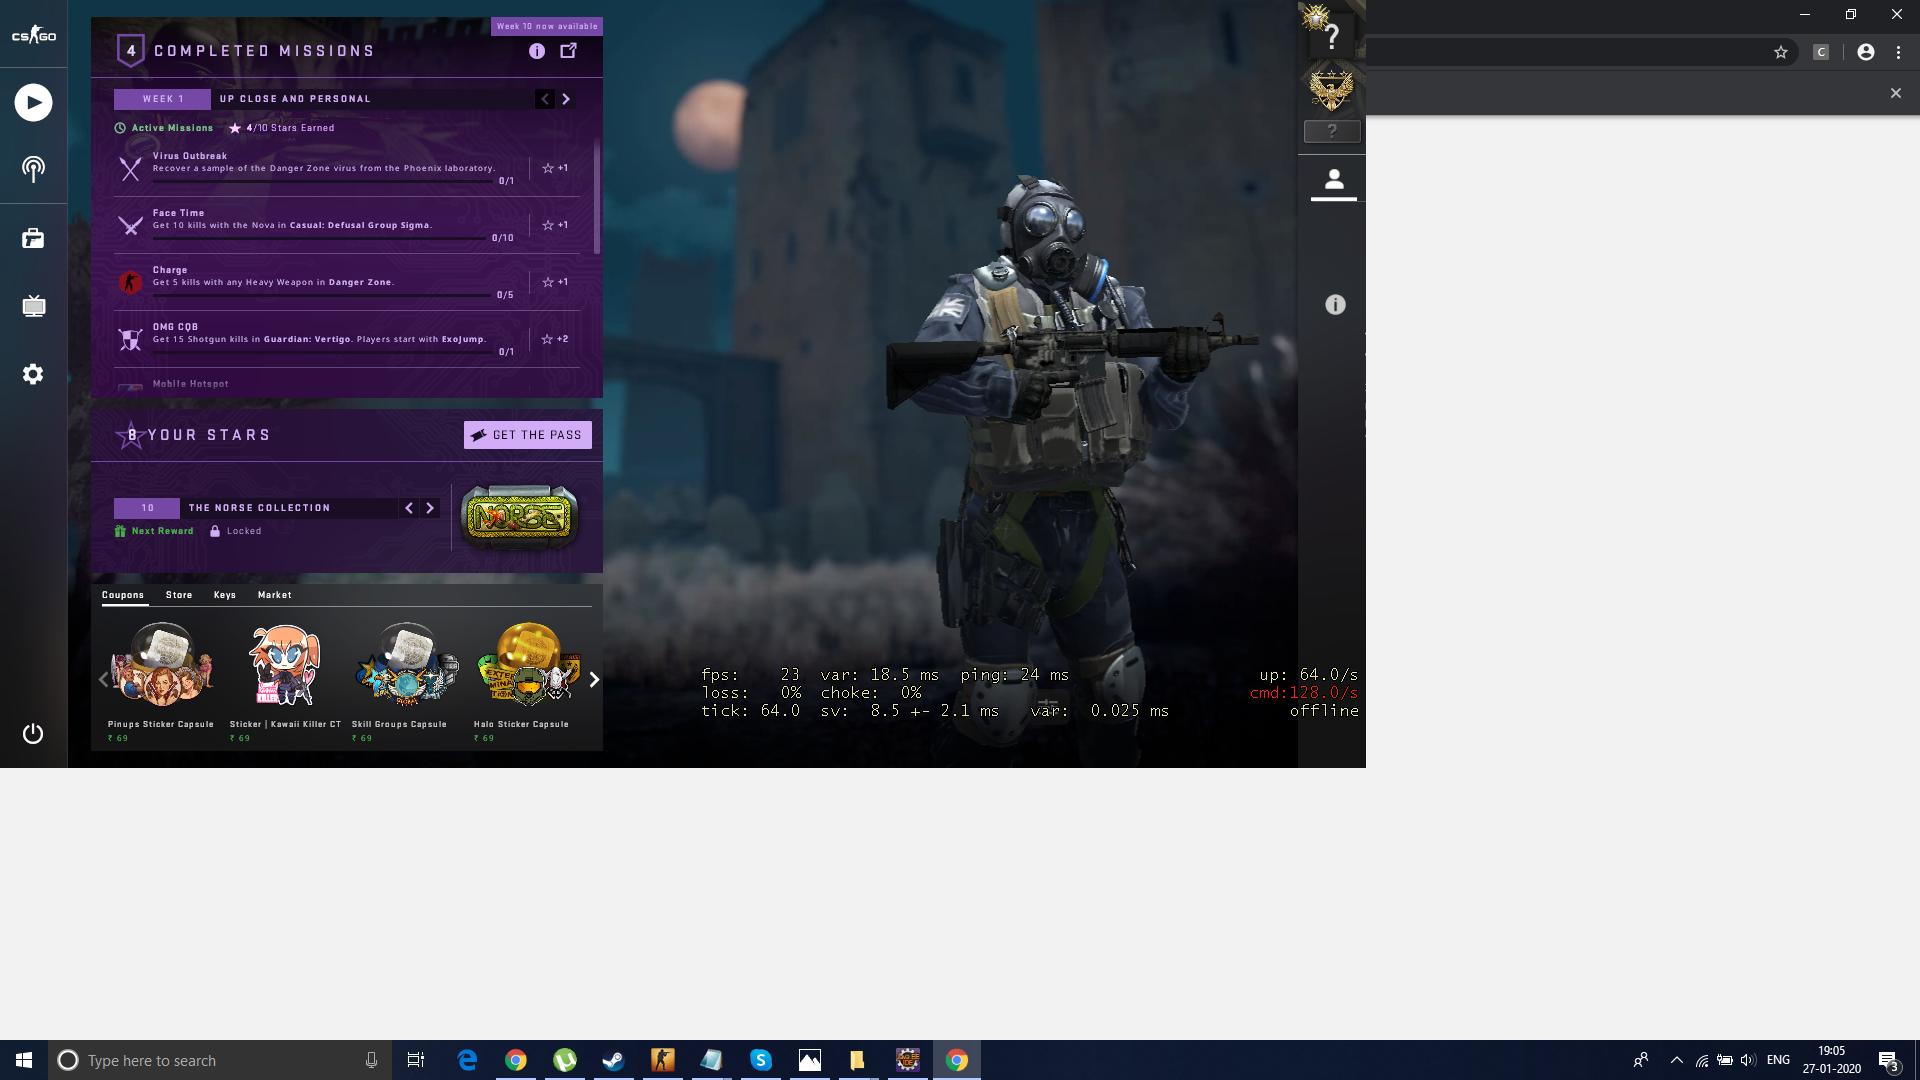 CS GO
Week 10 now available
4 COMPLETED MISSIONS
WEEK 1 UP CLOSE AND PERSONAL
Active Missions 4/10 Stars Earned
Virus Outbreak
Recover a sample of the Danger Zone virus from the Phoenix laboratory.
0/1 +1
Face Time
Get 10 kills with the Nova in Casual: Defusal Group Sigma.
0/10 +1
Charge
Get 5 kills with any Heavy Weapon in Danger Zone.
0/5 +1
OMG CQB
Get 15 Shotgun kills in Guardian: Vertigo. Players start with ExoJump.
0/1 +2
Mobile Hotspot
8 YOUR STARS GET THE PASS
10 THE NORSE COLLECTION
NORSE
Next Reward Locked
Coupons Store Keys Market
Pinups Sticker Capsule Sticker | Kawaii Killer CT Skill Groups Capsule Halo Sticker Capsule
₹ 69 ₹ 69 ₹ 69 ₹ 69
?
3
?
fps: 23 var: 18.5 ms ping: 24 ms up: 64.0/s
loss: 0% choke: 0% cmd:128.0/s
tick: 64.0 sv: 8.5 +- 2.1 ms var: 0.025 ms offline
C
Type here to search
ENG
19:05
27-01-2020
3